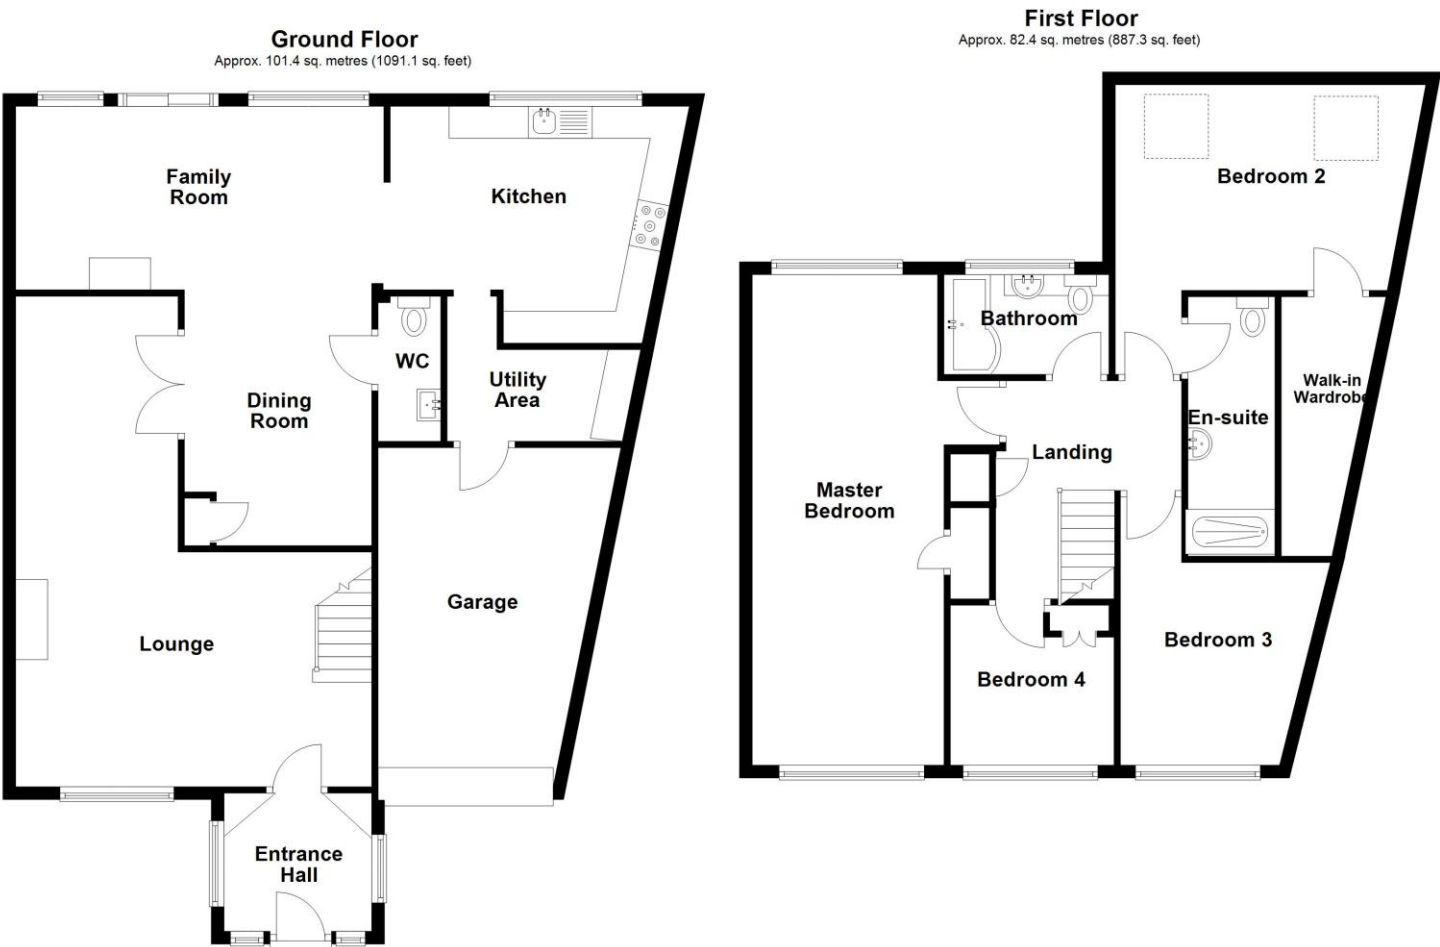 Ground Floor
Approx. 101.4 sq. metres (1091.1 sq. feet)
Family
Room
Kitchen
WC
Utility
Area
Dining
Room
Garage
Lounge
Entrance
Hall
First Floor
Approx. 82.4 sq. metres (887.3 sq. feet)
Bedroom 2
Bathroom
Walk-in
Wardrobe
En-suite
Landing
Master
Bedroom
Bedroom 3
Bedroom 4